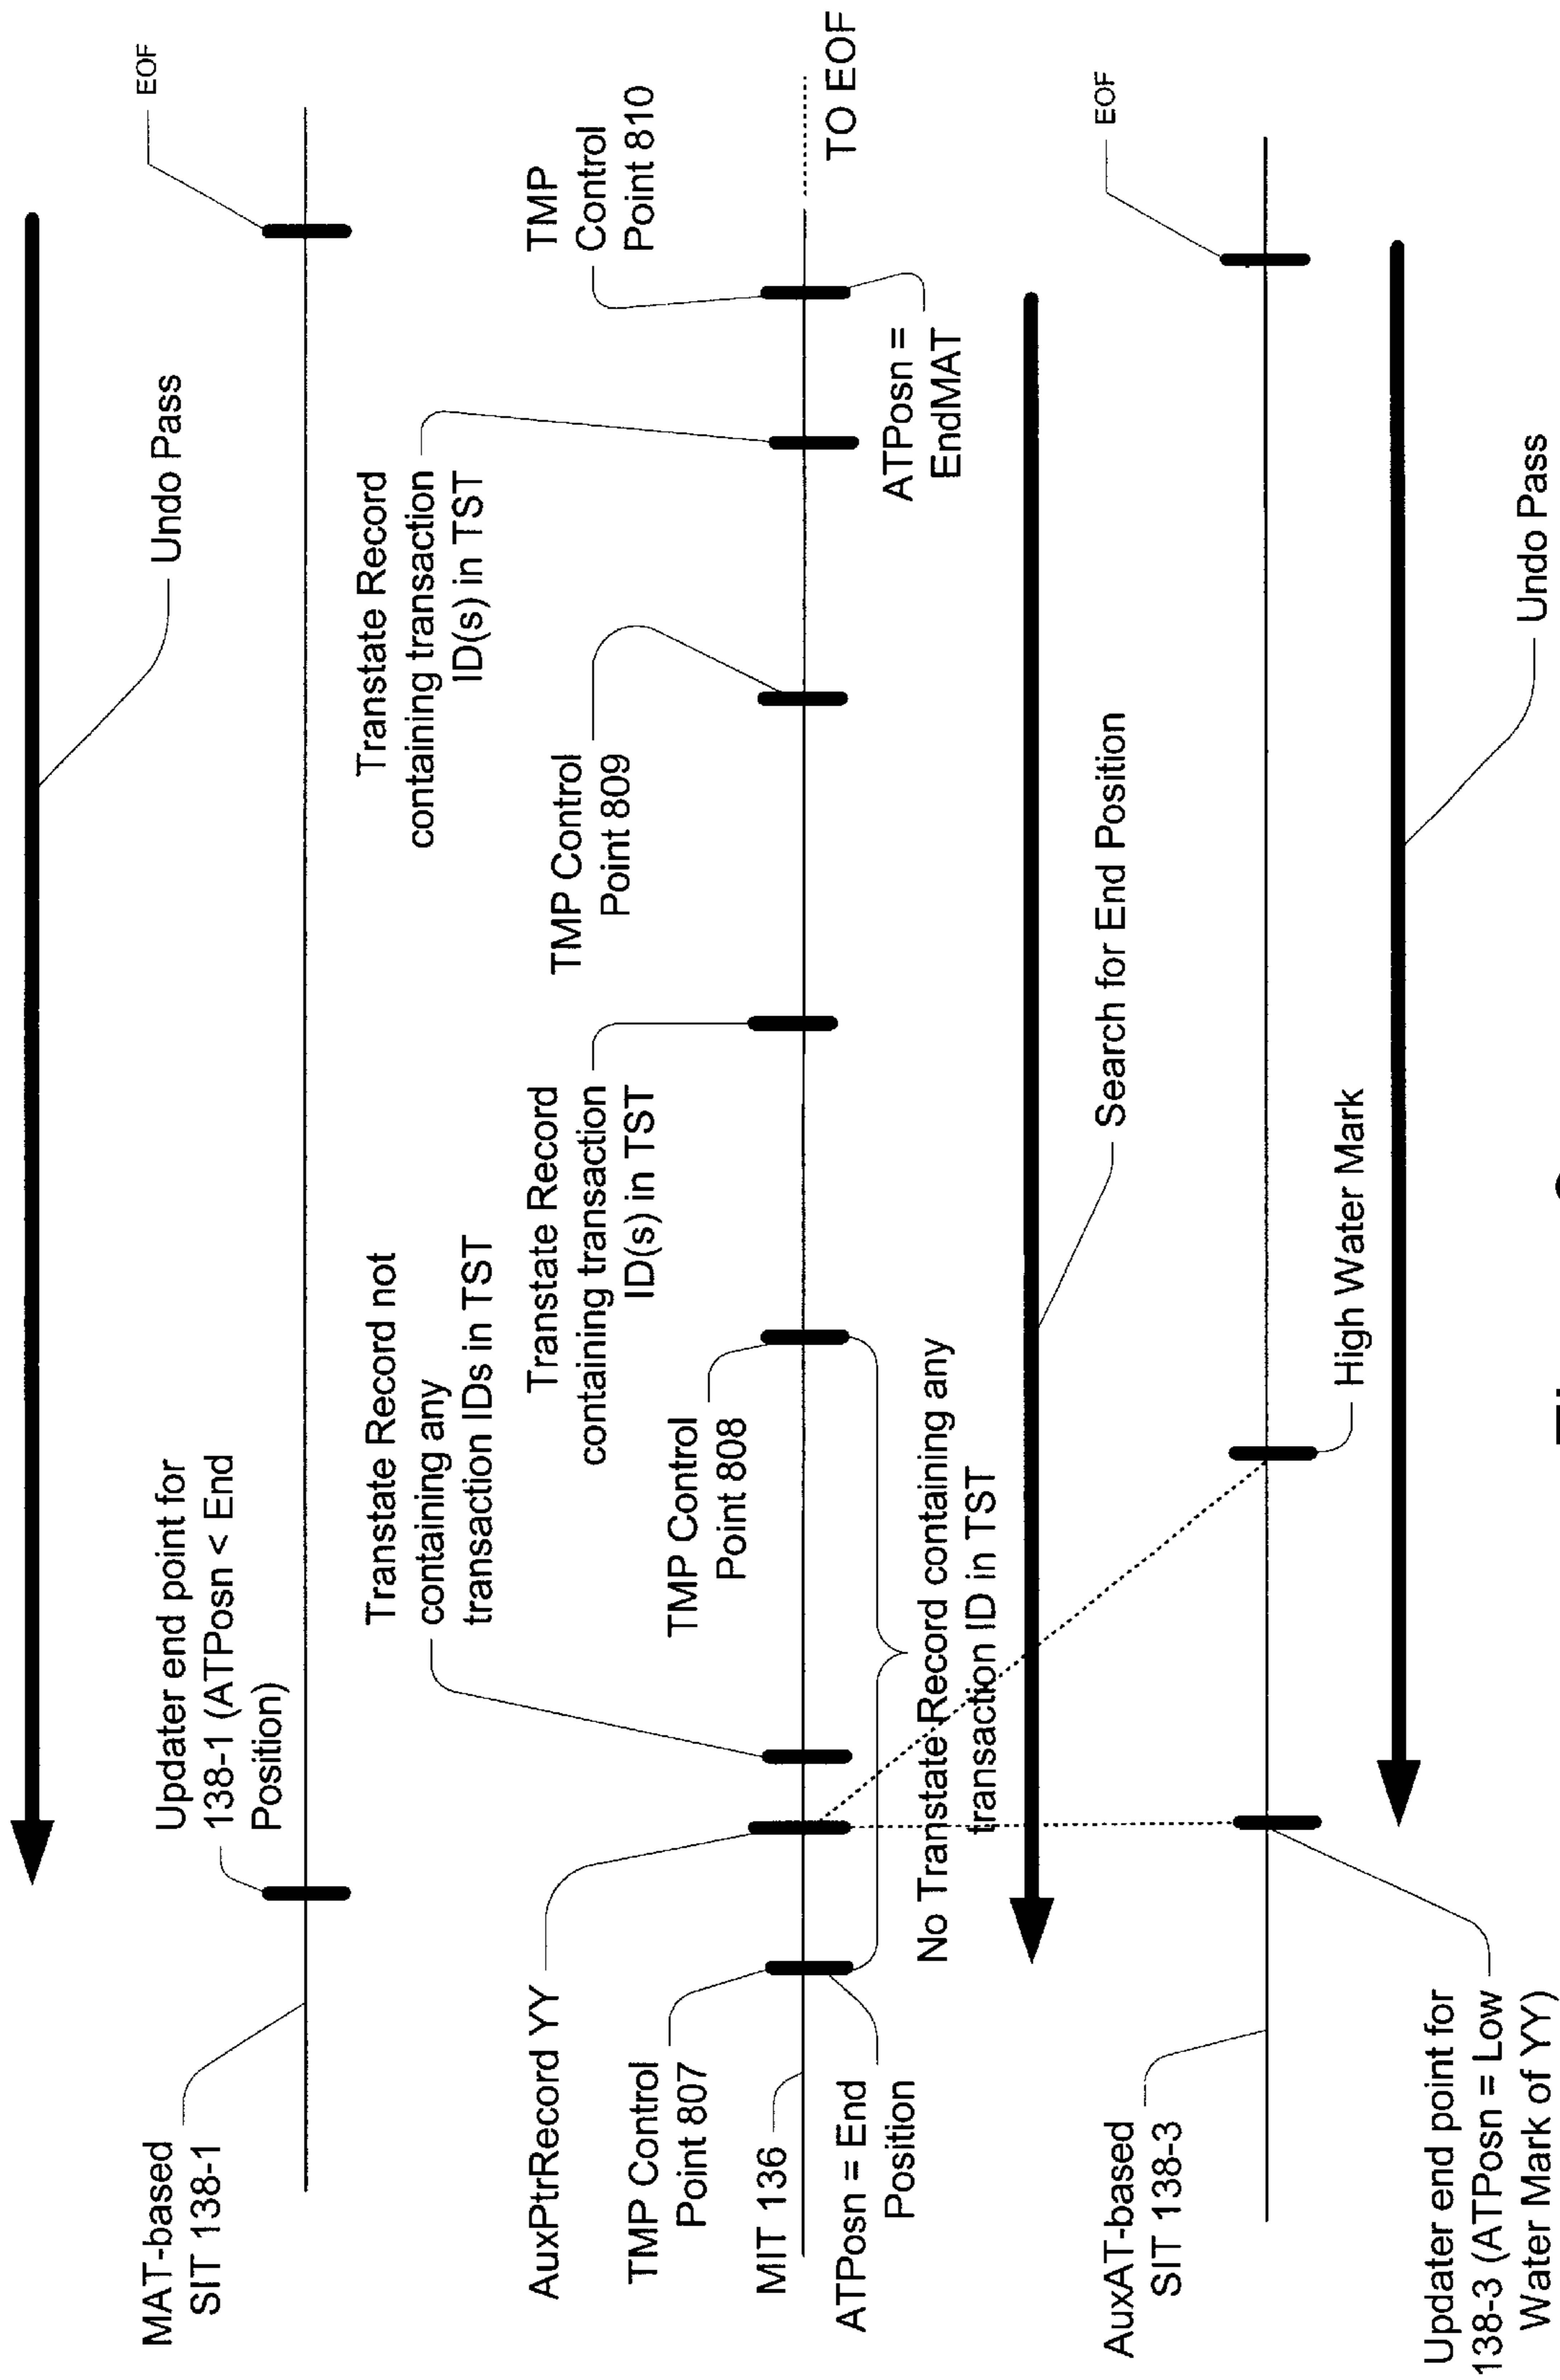 Undo Pass
EOF
MAT-based
SIT 138-1
Updater end point for
138-1 (ATPosn < End
Position)
Translate Record not
containing any
transaction IDs in TST
Transtate Record
containing transaction
ID(s) in TST
AuxPtrRecord YY
Transtate Record
containing transaction
ID(s) in TST
TMP Control
Point 809
TMP
Control
Point 810
TMP Control
Point 807
TMP Control
Point 808
MIT 136
TO EOF
ATPosn = End
Position
ATPosn =
EndMAT
No Transtate Record containing any
transaction ID in TST
Search for End Position
AuxAT-based
SIT 138-3
EOF
High Water Mark
Updater end point for
138-3 (ATPosn = Low
Water Mark of YY)
Undo Pass